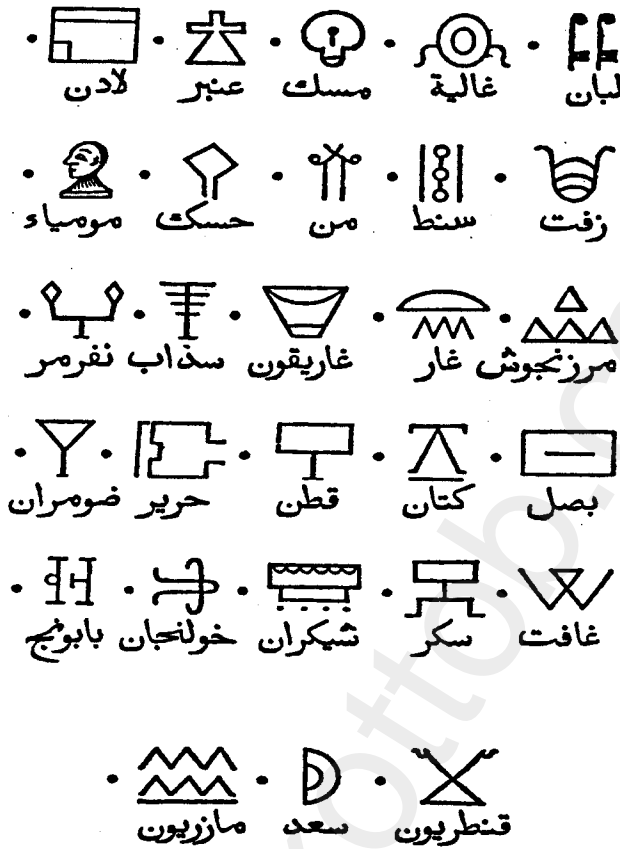 لبان غالية مسك عنبر لادن
زفت سنط من حسك مومياء
مرزنجوش غار غاريقون سذاب نفرمر
بصل كتان قطن حرير ضومران
غافت سكر شيكران خولنجان بابونج
قنطريون سعد مازريون